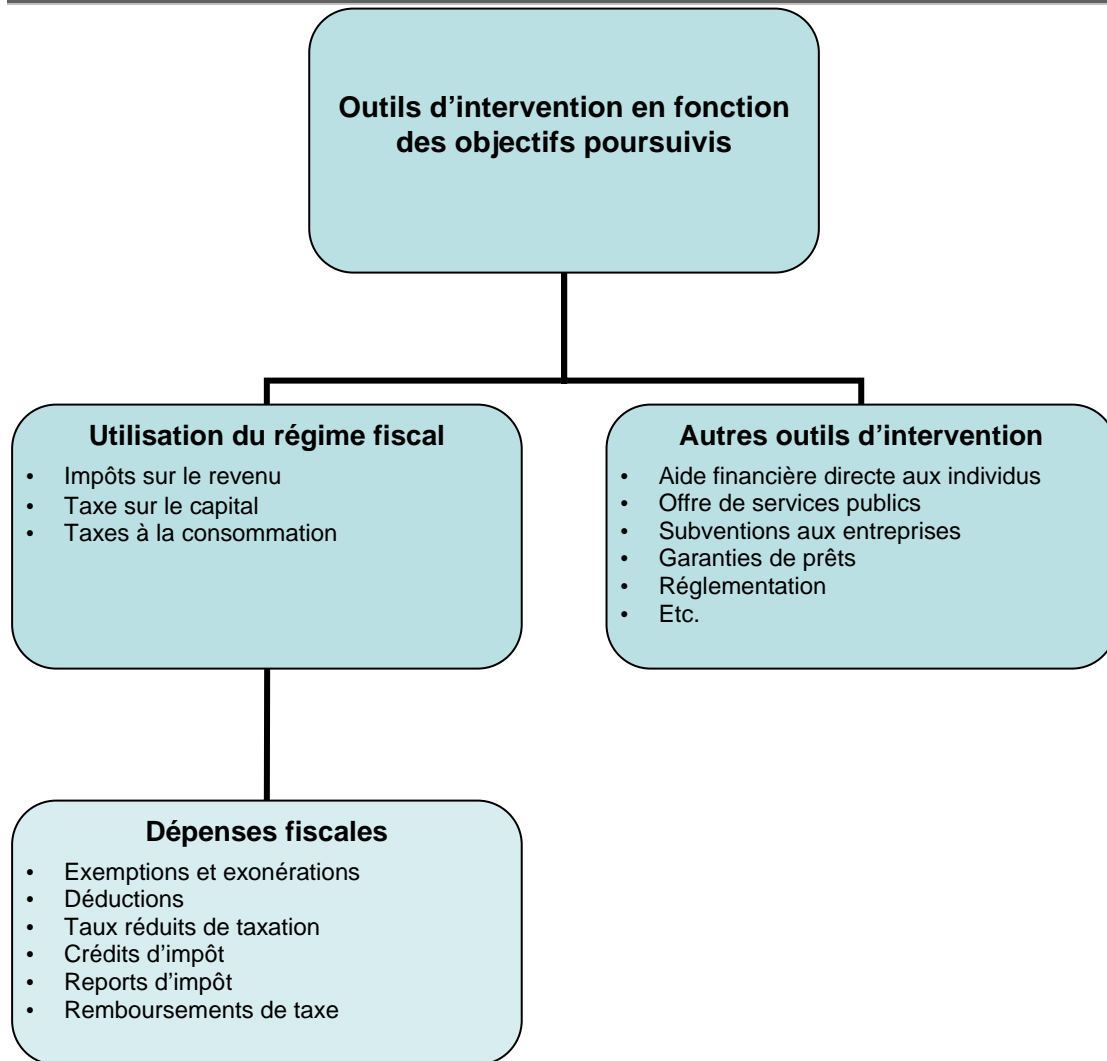 Outils d’intervention en fonction
des objectifs poursuivis
Utilisation du régime fiscal
• Impôts sur le revenu
• Taxe sur le capital
• Taxes à la consommation
Autres outils d’intervention
• Aide financière directe aux individus
• Offre de services publics
• Subventions aux entreprises
• Garanties de prêts
• Réglementation
• Etc.
Dépenses fiscales
• Exemptions et exonérations
• Déductions
• Taux réduits de taxation
• Crédits d’impôt
• Reports d’impôt
• Remboursements de taxe